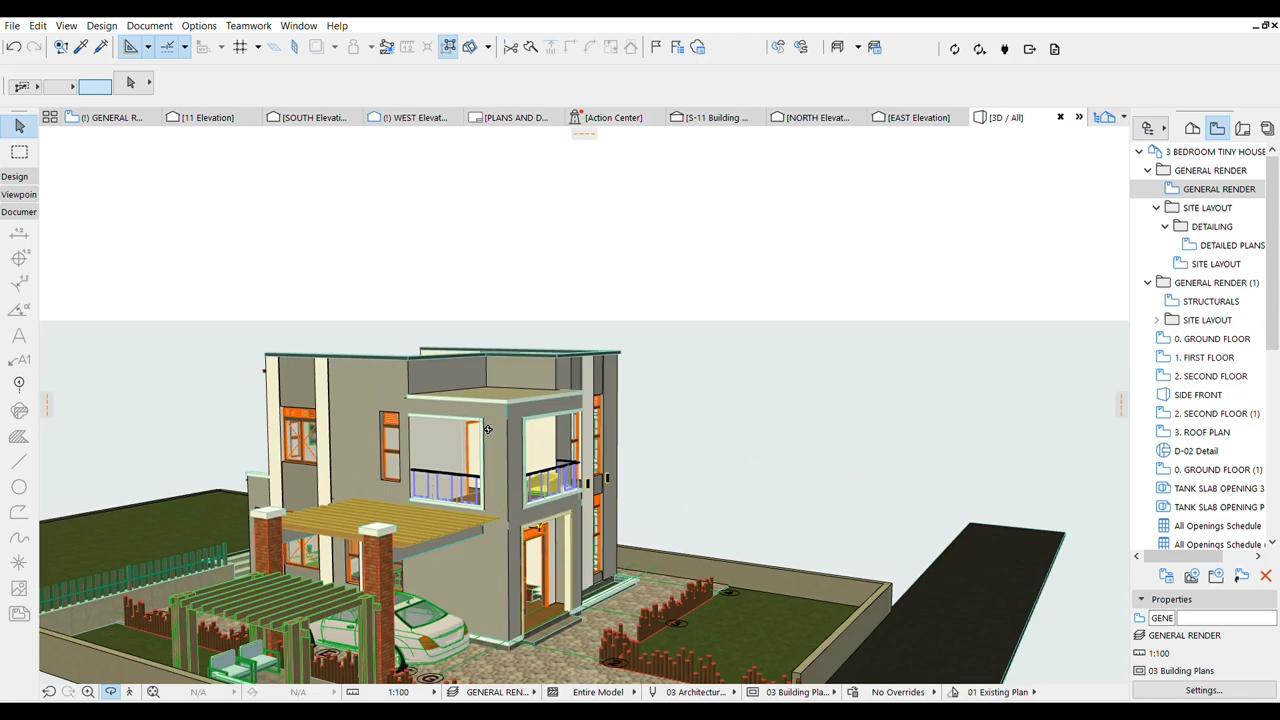 File Edit View Design Document Options Teamwork Window Help
(!) GENERAL R... [11 Elevation] [SOUTH Elevati... (!) WEST Elevat... [PLANS AND D... [Action Center] [S-11 Building ... [NORTH Eleva... [EAST Elevation] [3D / All]
Design
Viewpoin
Documer
3 BEDROOM TINY HOUSE
GENERAL RENDER
GENERAL RENDER
SITE LAYOUT
DETAILING
DETAILED PLANS
SITE LAYOUT
GENERAL RENDER (1)
STRUCTURALS
SITE LAYOUT
0. GROUND FLOOR
1. FIRST FLOOR
2. SECOND FLOOR
SIDE FRONT
2. SECOND FLOOR (1)
3. ROOF PLAN
D-02 Detail
0. GROUND FLOOR (1)
TANK SLAB OPENING 3
TANK SLAB OPENING P
All Openings Schedule
All Openings Schedule (
Properties
GENE
GENERAL RENDER
1:100
03 Building Plans
Settings...
N/A N/A 1:100 GENERAL REN... Entire Model 03 Architectur... 03 Building Pla... No Overrides 01 Existing Plan